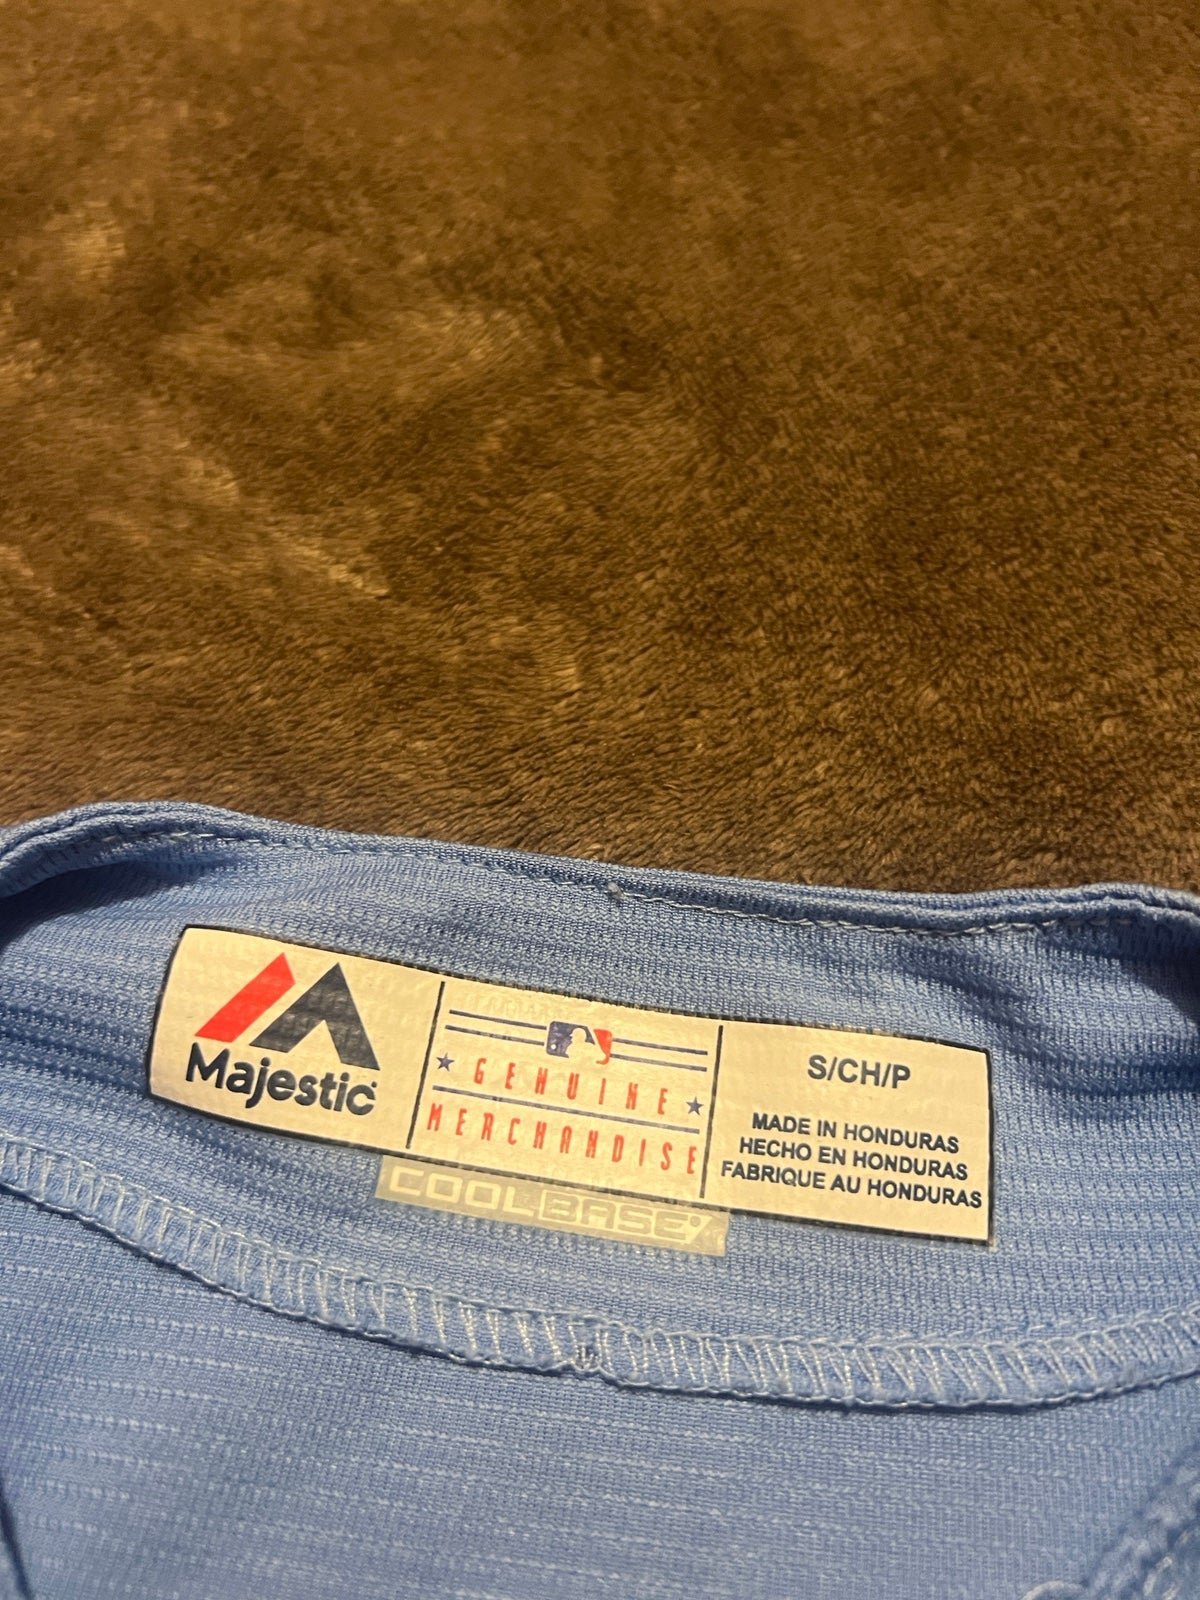 Majestic
GENUINE
MERCHANDISE
COOLBASE
S/CH/P
MADE IN HONDURAS
HECHO EN HONDURAS
FABRIQUE AU HONDURAS